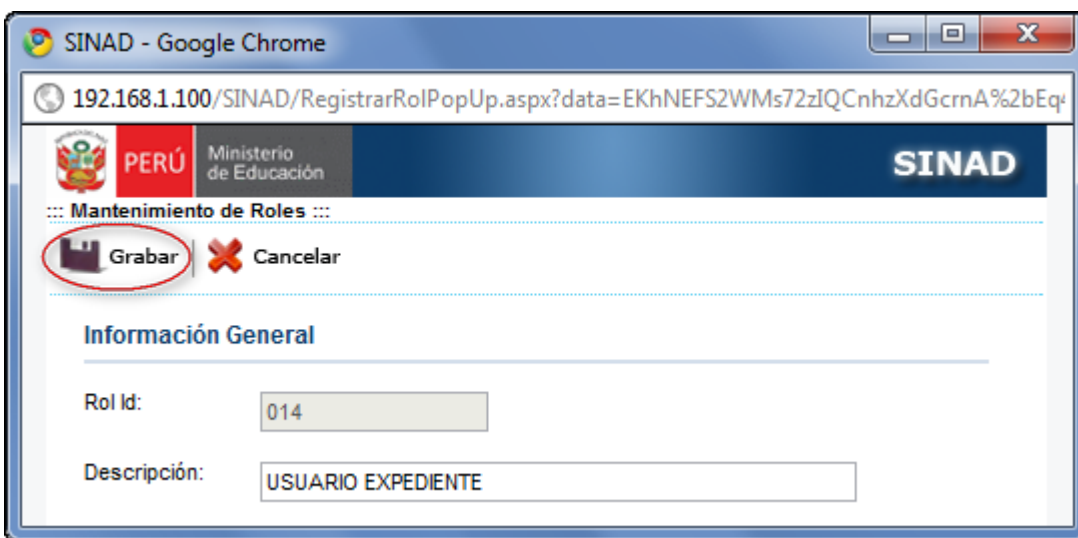 SINAD - Google Chrome
192.168.1.100/SINAD/RegistrarRolPopUp.aspx?data=EKhNEFS2WMs72zIQCnhzXdGcrnA%2bEq4
PERÚ Ministerio de Educación SINAD
::: Mantenimiento de Roles :::
Grabar Cancelar
Información General
Rol Id: 014
Descripción: USUARIO EXPEDIENTE